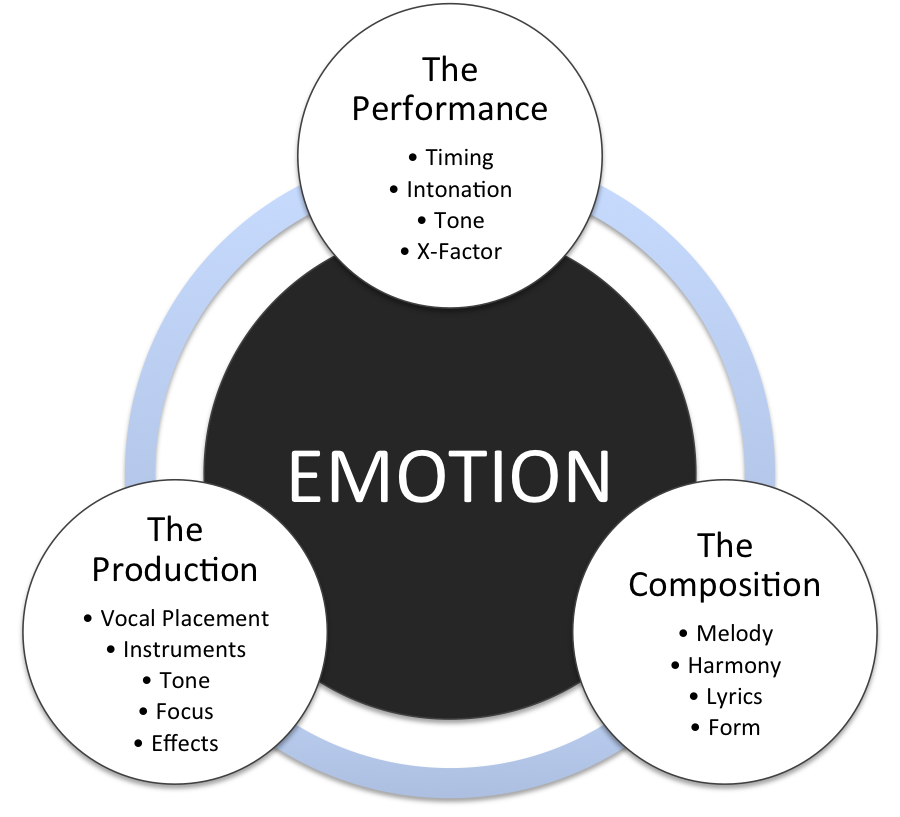 The
Performance
• Timing
• Intonation
• Tone
• X-Factor
EMOTION
The
Production
• Vocal Placement
• Instruments
• Tone
• Focus
• Effects
The
Composition
• Melody
• Harmony
• Lyrics
• Form